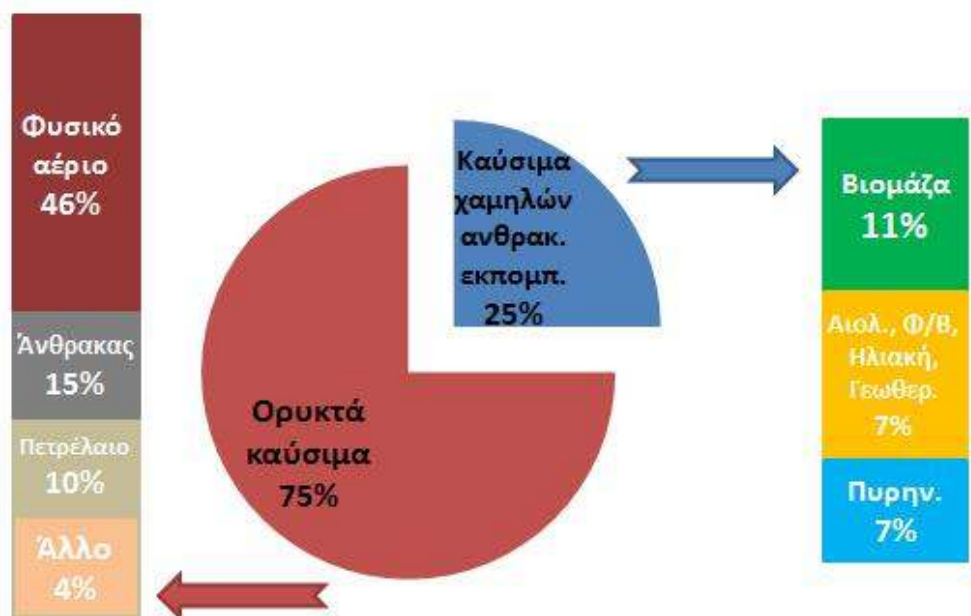 Φυσικό
αέριο
46%
Άνθρακας
15%
Πετρέλαιο
10%
Άλλο
4%
Ορυκτά
καύσιμα
75%
Καύσιμα
χαμηλών
ανθρακ.
εκπομπ.
25%
Βιομάζα
11%
Αιολ., Φ/Β,
Ηλιακή,
Γεωθερ.
7%
Πυρην.
7%